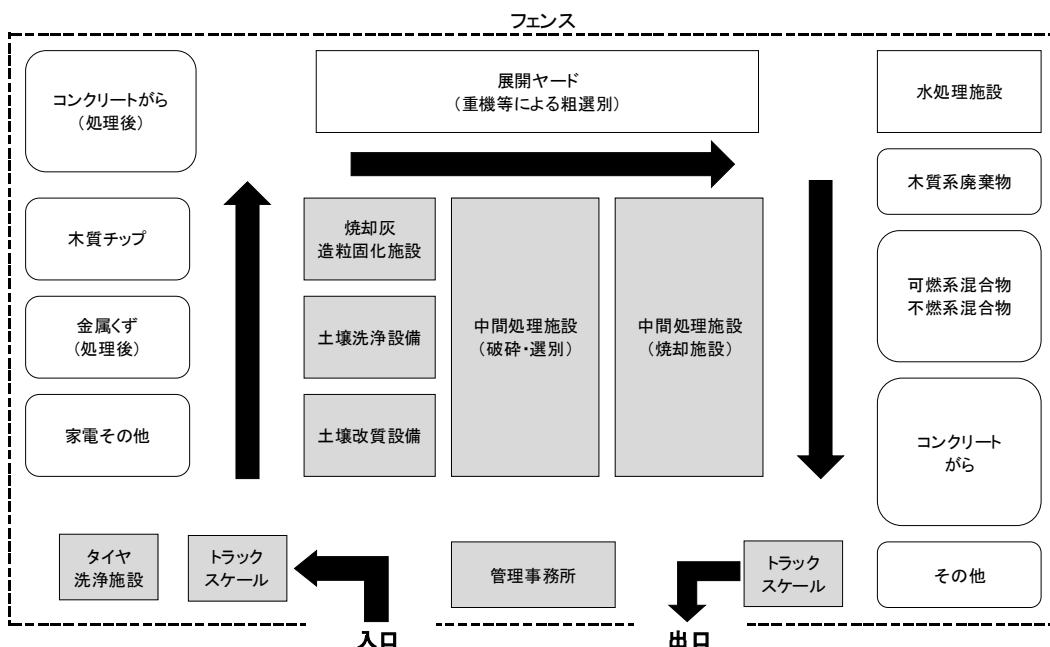 フェンス
コンクリートがら
（処理後）
展開ヤード
（重機等による粗選別）
水処理施設
木質系廃棄物
木質チップ
焼却灰
造粒固化施設
中間処理施設
（破砕・選別）
中間処理施設
（焼却施設）
可燃系混合物
不燃系混合物
金属くず
（処理後）
土壌洗浄設備
家電その他
土壌改質設備
コンクリート
がら
タイヤ
洗浄施設
トラック
スケール
管理事務所
トラック
スケール
その他
入口
出口